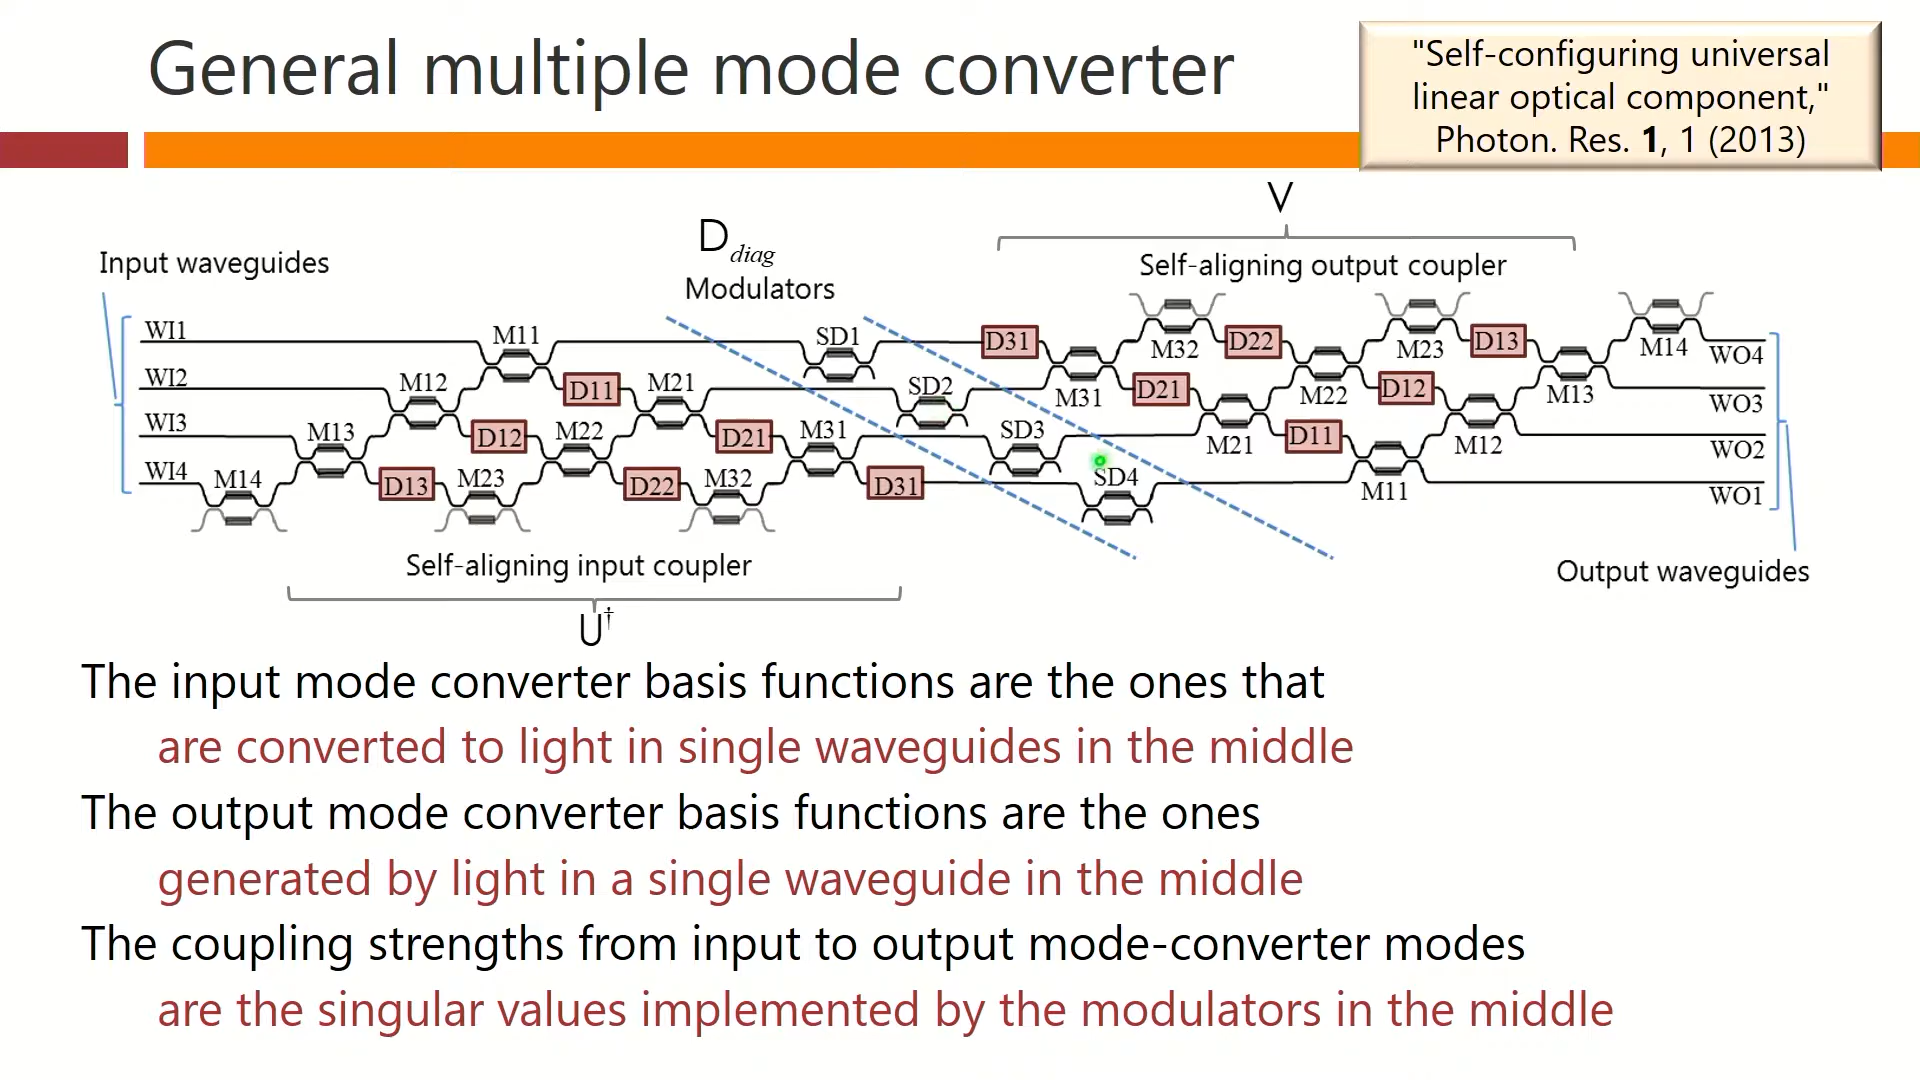 General multiple mode converter
"Self-configuring universal
linear optical component,"
Photon. Res. 1, 1 (2013)
V
D diag
Modulators
Input waveguides
Self-aligning output coupler
WI1
WI2
WI3
WI4
M14
M13
M12
M11
D11
D12
D13
M23
M22
M21
D21
D22
M32
M31
D31
SD1
SD2
SD3
SD4
D31
M31
M32
D21
D22
M21
M22
M23
D11
D12
D13
M11
M12
M13
M14
WO4
WO3
WO2
WO1
Self-aligning input coupler
Output waveguides
U†
The input mode converter basis functions are the ones that
are converted to light in single waveguides in the middle
The output mode converter basis functions are the ones
generated by light in a single waveguide in the middle
The coupling strengths from input to output mode-converter modes
are the singular values implemented by the modulators in the middle